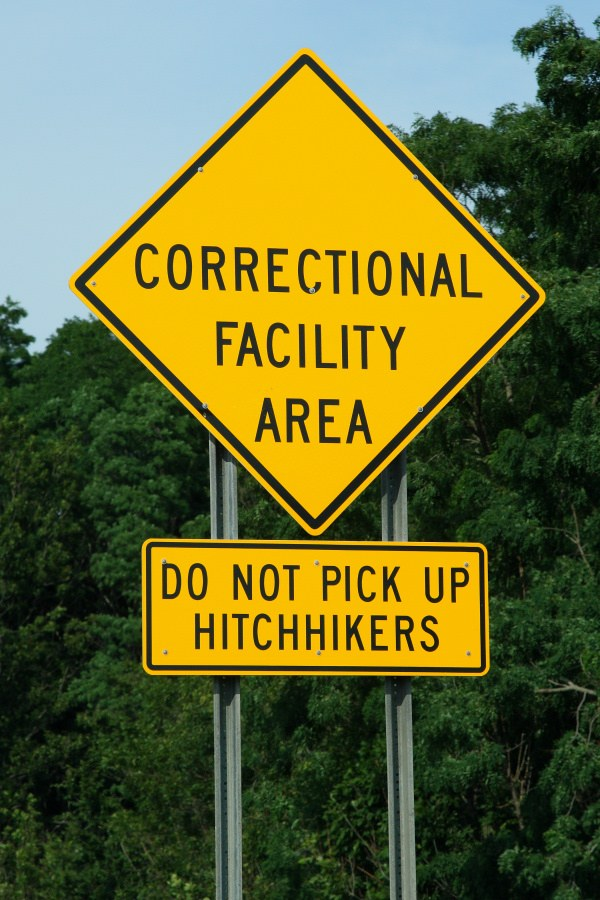 CORRECTIONAL
FACILITY
AREA
DO NOT PICK UP
HITCHHIKERS